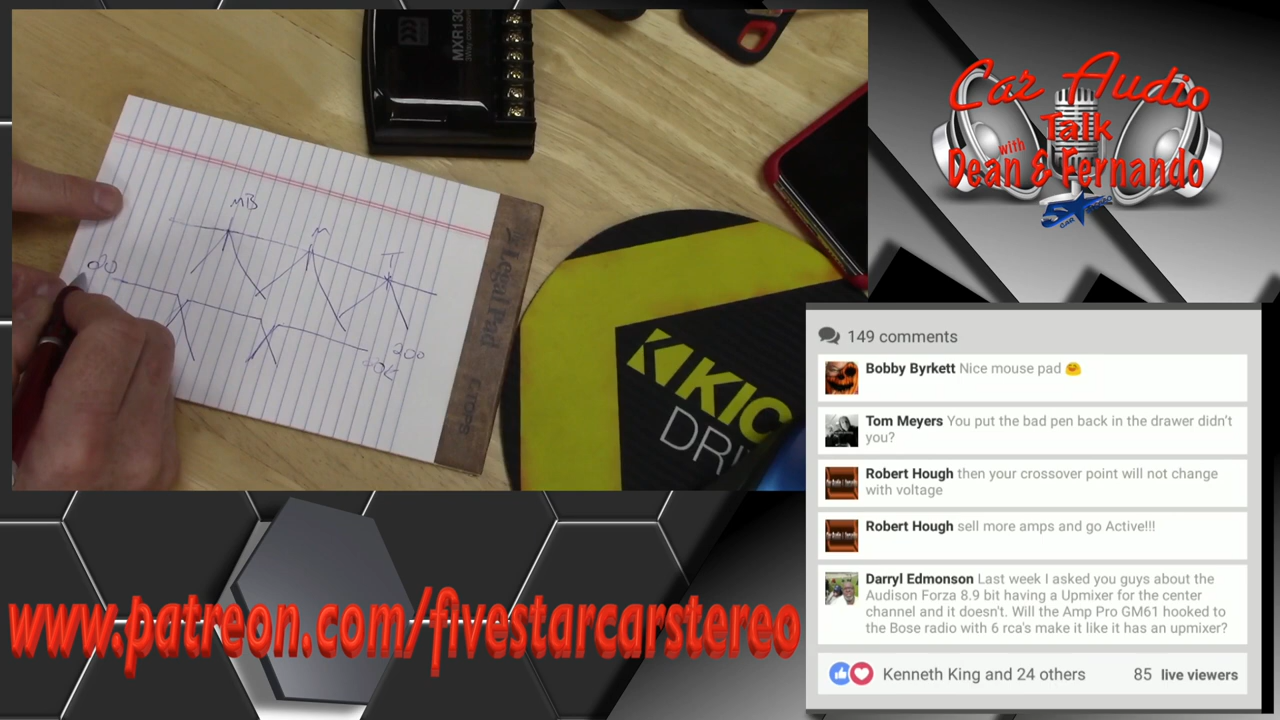 MXR130
MB
M
T
20
200
20K
Legal Pad
KIC
DRI
Car Audio
Talk
with
Dean & Fernando
5
149 comments
Bobby Byrkett Nice mouse pad
Tom Meyers You put the bad pen back in the drawer didn't
you?
Robert Hough then your crossover point will not change
with voltage
Robert Hough sell more amps and go Active!!!
Darryl Edmonson Last week I asked you guys about the
Audison Forza 8.9 bit having a Upmixer for the center
channel and it doesn't. Will the Amp Pro GM61 hooked to
the Bose radio with 6 rca's make it like it has an upmixer?
Kenneth King and 24 others 85 live viewers
www.patreon.com/fivestarcarstereo